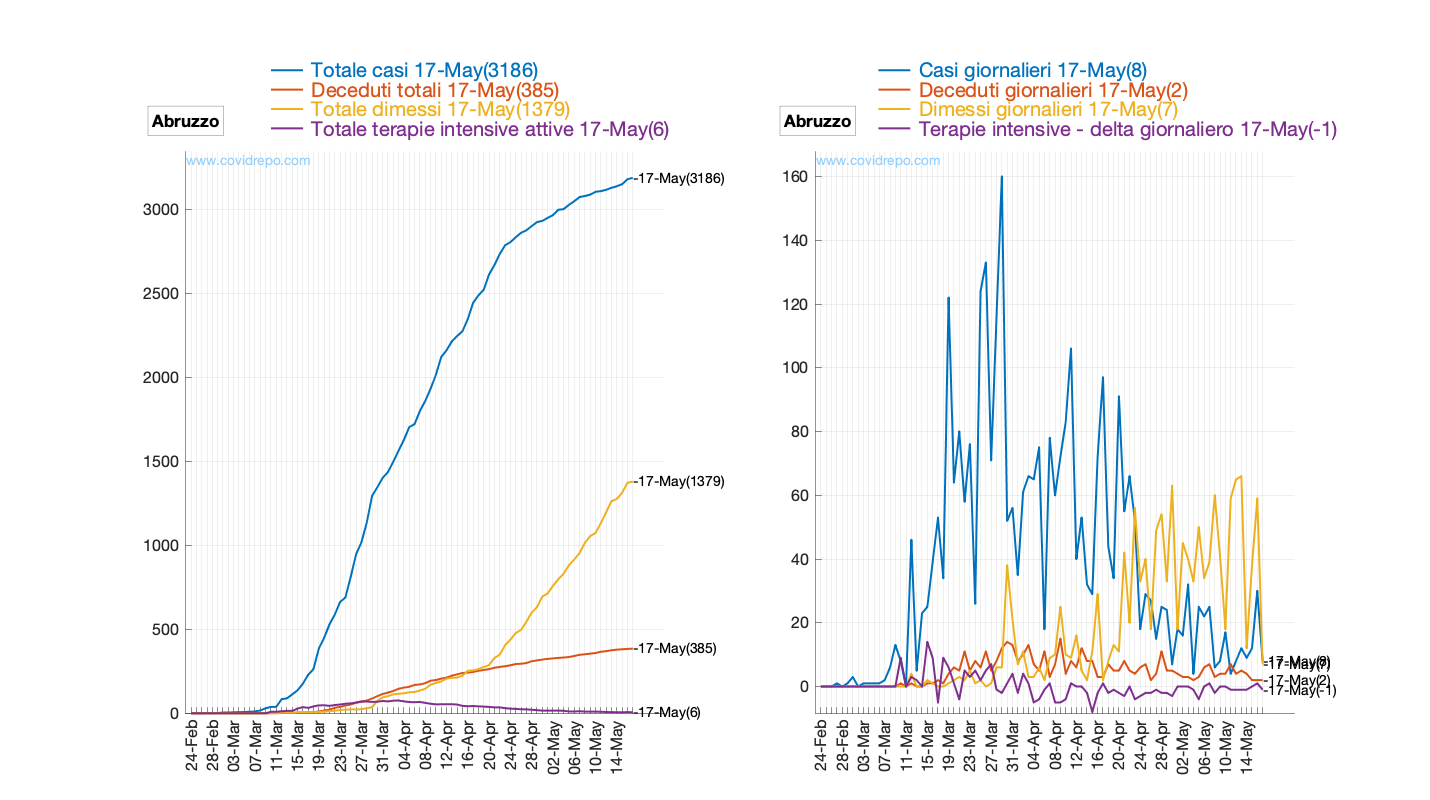 Totale casi 17-May(3186)
Deceduti totali 17-May(385)
Totale dimessi 17-May(1379)
Totale terapie intensive attive 17-May(6)
Abruzzo
www.covidrepo.com
3000
2500
2000
1500
1000
500
0
-17-May(3186)
-17-May(1379)
-17-May(385)
-17-May(6)
24-Feb
28-Feb
03-Mar
07-Mar
11-Mar
15-Mar
19-Mar
23-Mar
27-Mar
31-Mar
04-Apr
08-Apr
12-Apr
16-Apr
20-Apr
24-Apr
28-Apr
02-May
06-May
10-May
14-May
Casi giornalieri 17-May(8)
Deceduti giornalieri 17-May(2)
Dimessi giornalieri 17-May(7)
Terapie intensive - delta giornaliero 17-May(-1)
Abruzzo
www.covidrepo.com
160
140
120
100
80
60
40
20
0
-17-May(8)
-17-May(7)
-17-May(2)
-17-May(-1)
24-Feb
28-Feb
03-Mar
07-Mar
11-Mar
15-Mar
19-Mar
23-Mar
27-Mar
31-Mar
04-Apr
08-Apr
12-Apr
16-Apr
20-Apr
24-Apr
28-Apr
02-May
06-May
10-May
14-May